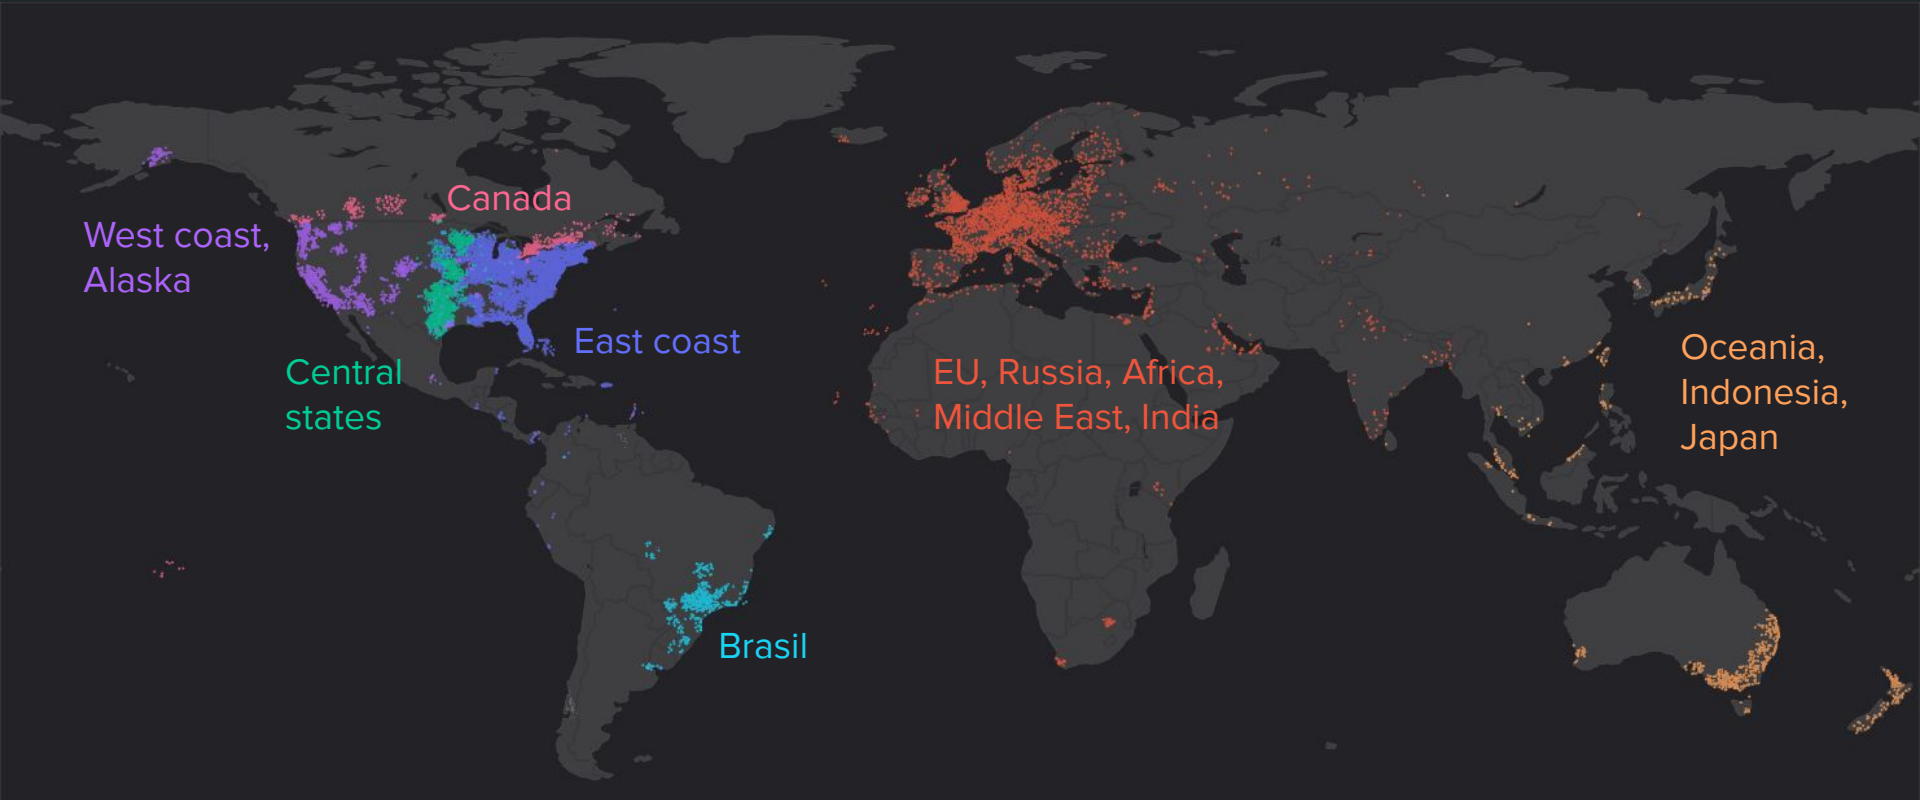 Canada
West coast,
Alaska
East coast
Central
states
EU, Russia, Africa,
Middle East, India
Oceania,
Indonesia,
Japan
Brasil